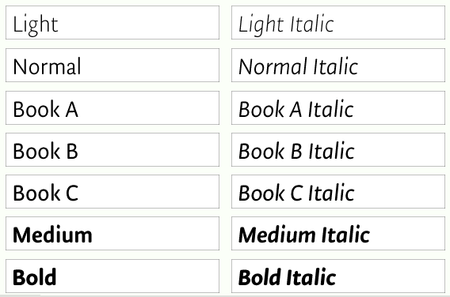 Light
Light Italic
Normal
Normal Italic
Book A
Book A Italic
Book B
Book B Italic
Book C
Book C Italic
Medium
Medium Italic
Bold
Bold Italic